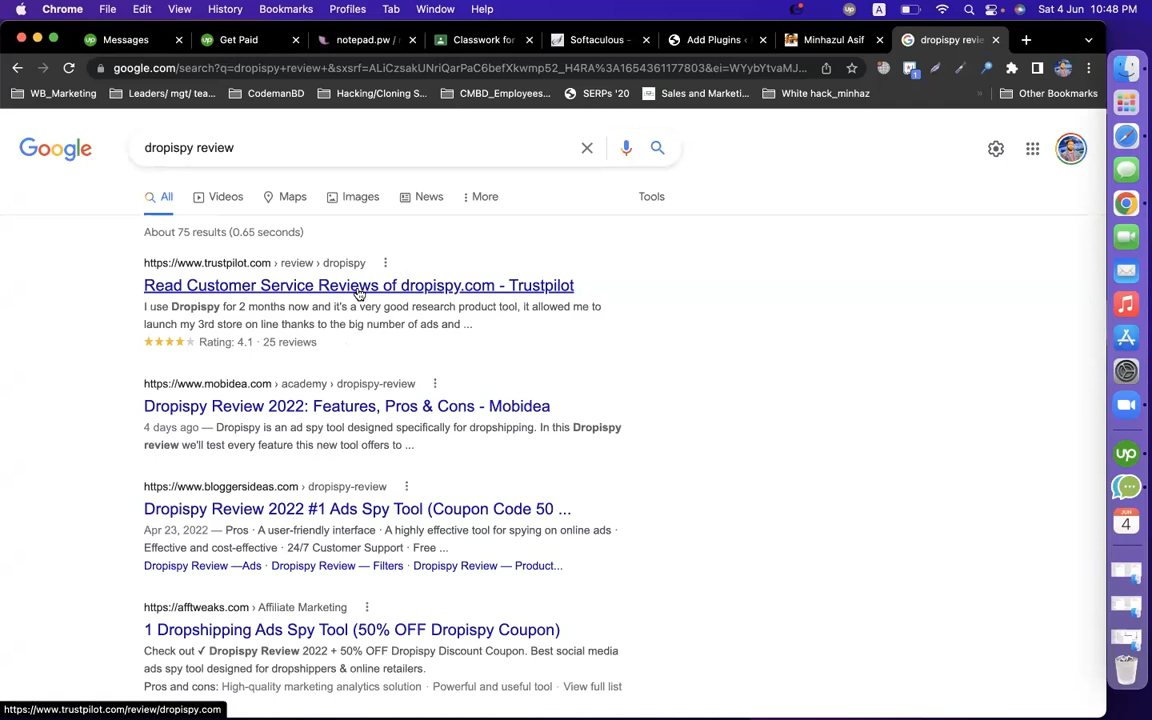 Chrome File Edit View History Bookmarks Profiles Tab Window Help A Sat 4 Jun 10:48 PM
Messages Get Paid notepad.pw / Classwork for Softaculous - Add Plugins ‹ Minhazul Asif dropispy revie
google.com/search?q=dropispy+review+&sxsrf=ALiCzsakUNriQarPaC6befXkwmp52_H4RA%3A1654361177803&ei=WYybYtvaMJ...
WB_Marketing Leaders/ mgt/ tea... CodemanBD Hacking/Cloning S... CMBD_Employees... SERPs '20 Sales and Marketi... White hack_minhaz » Other Bookmarks
Google dropispy review
All Videos Maps Images News More Tools
About 75 results (0.65 seconds)
https://www.trustpilot.com › review › dropispy
Read Customer Service Reviews of dropispy.com - Trustpilot
I use Dropispy for 2 months now and it's a very good research product tool, it allowed me to
launch my 3rd store on line thanks to the big number of ads and ...
Rating: 4.1 · 25 reviews
https://www.mobidea.com › academy › dropispy-review
Dropispy Review 2022: Features, Pros & Cons - Mobidea
4 days ago — Dropispy is an ad spy tool designed specifically for dropshipping. In this Dropispy
review we'll test every feature this new tool offers to ...
https://www.bloggersideas.com › dropispy-review
Dropispy Review 2022 #1 Ads Spy Tool (Coupon Code 50 ...
Apr 23, 2022 — Pros · A user-friendly interface · A highly effective tool for spying on online ads ·
Effective and cost-effective · 24/7 Customer Support · Free ...
Dropispy Review —Ads · Dropispy Review — Filters · Dropispy Review — Product...
https://afftweaks.com › Affiliate Marketing
1 Dropshipping Ads Spy Tool (50% OFF Dropispy Coupon)
Check out ✓ Dropispy Review 2022 + 50% OFF Dropispy Discount Coupon. Best social media
ads spy tool designed for dropshippers & online retailers.
Pros and cons: High-quality marketing analytics solution · Powerful and useful tool · View full list
https://www.trustpilot.com/review/dropispy.com
up
JUN
4